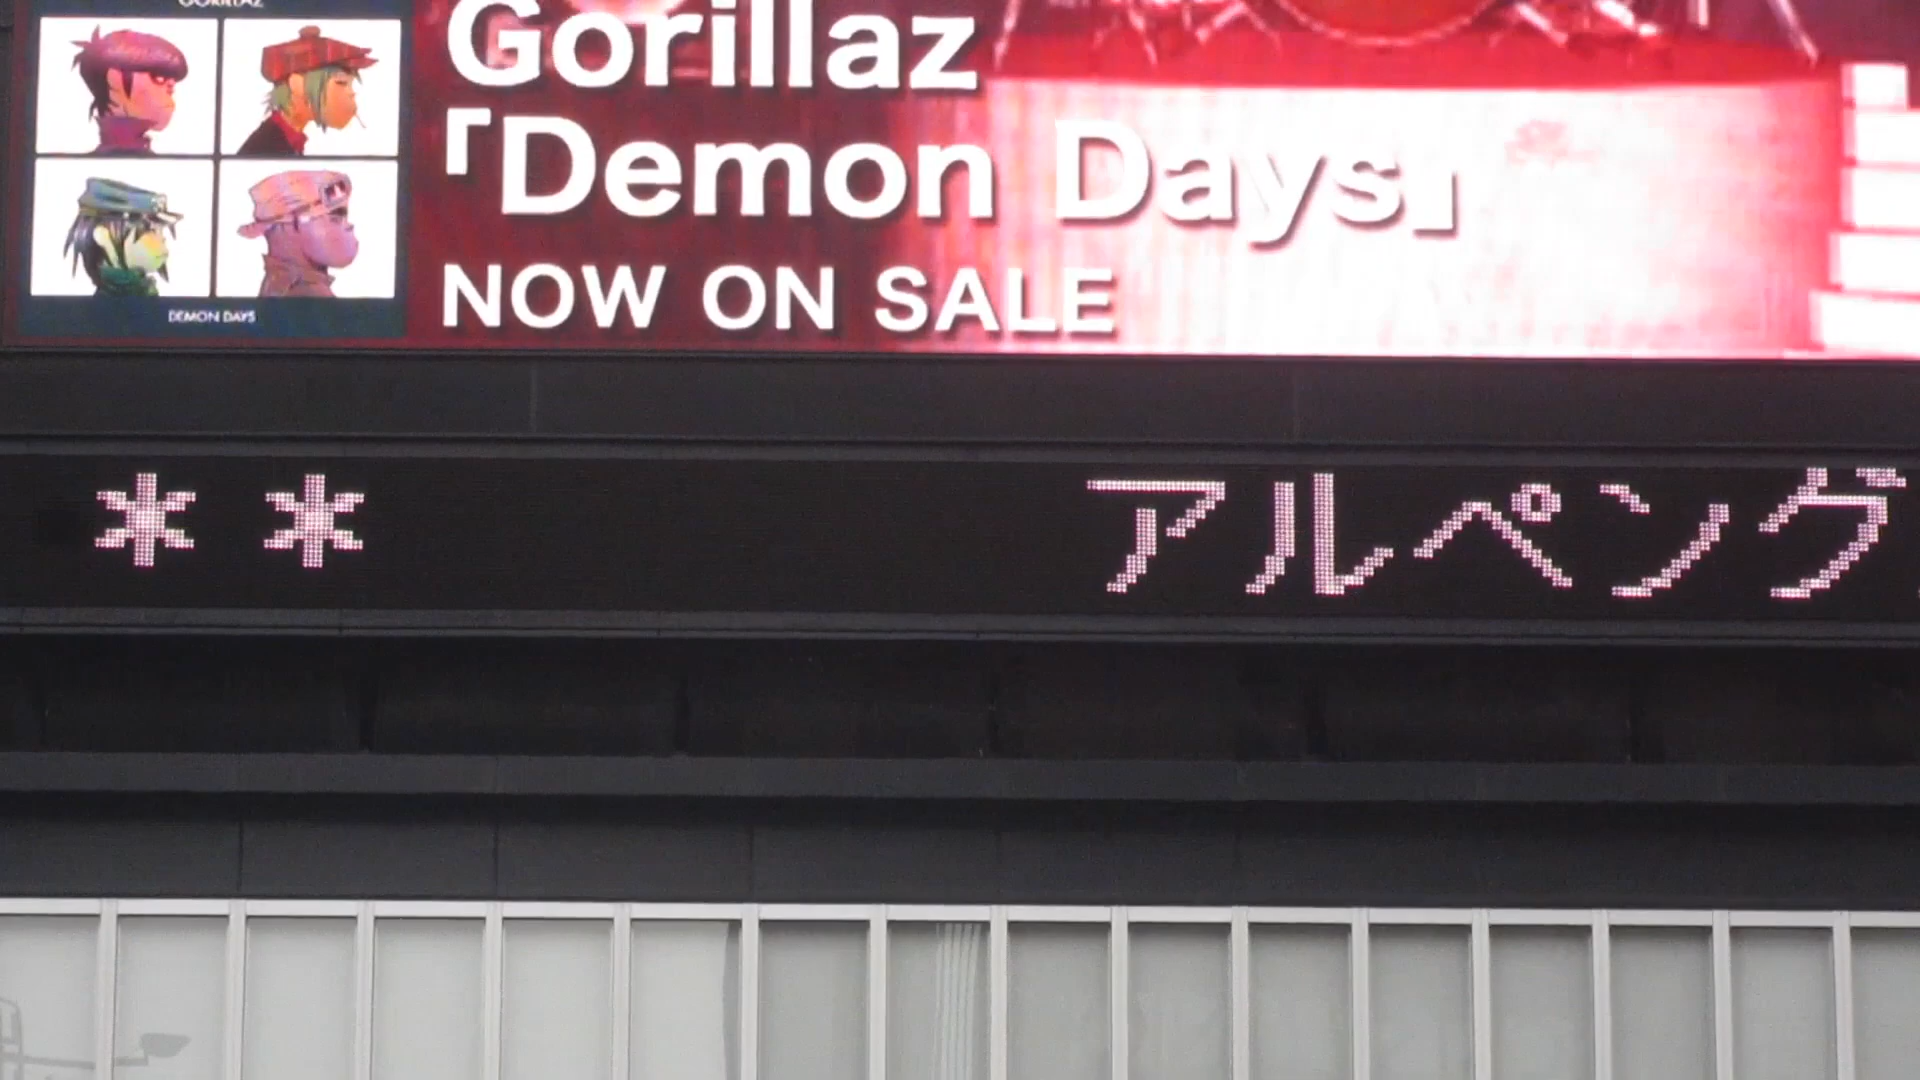 GORILLAZ
Gorillaz
「Demon Days」
NOW ON SALE
DEMON DAYS
＊＊ アルペング